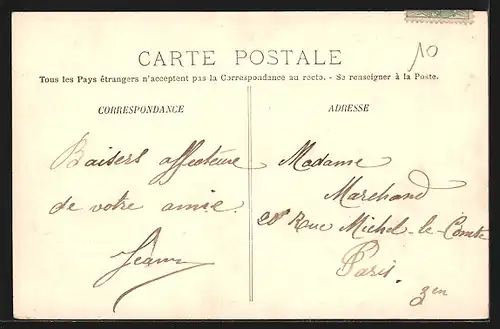 10
CARTE POSTALE
Tous les Pays étrangers n'acceptent pas la Correspondance au recto. - Se renseigner à la Poste.
CORRESPONDANCE
Baisers affectueux
de votre amie.
Jeanne
ADRESSE
Madame
Marchand
28 Rue Michel-le-Comte
Paris.
3en